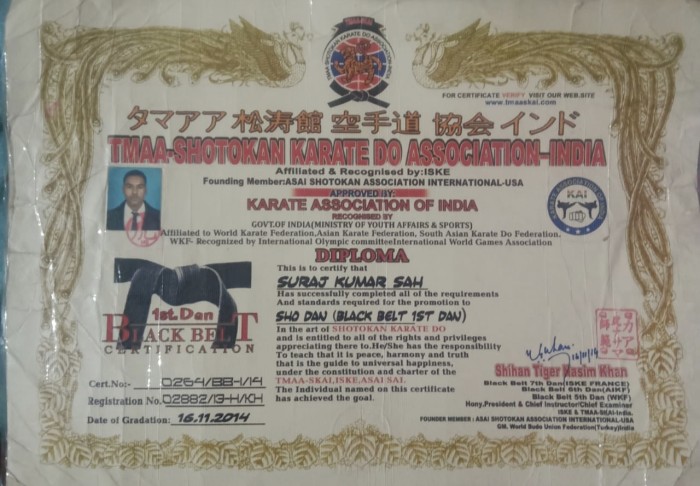 FOR CERTIFICATE VERIFY VISIT OUR WEB.SITE
www.tmaaskai.com
タマアア 松涛館 空手道 協会 インド
TMAA-SHOTOKAN KARATE DO ASSOCIATION-INDIA
Affiliated & Recognised by:ISKE
Founding Member:ASAI SHOTOKAN ASSOCIATION INTERNATIONAL-USA
APPROVED BY:
KARATE ASSOCIATION OF INDIA
KAI
RECOGNISED BY
GOVT.OF INDIA(MINISTRY OF YOUTH AFFAIRS & SPORTS)
Affiliated to World Karate Federation,Asian Karate Federation, South Asian Karate Do Federation.
WKF- Recognized by International Olympic committeeInternational World Games Association
DIPLOMA
This is to certify that
SURAJ KUMAR SAH
Has successfully completed all of the requirements
And standards required for the promotion to
SHO DAN (BLACK BELT 1ST DAN)
In the art of SHOTOKAN KARATE DO
and is entitled to all of the rights and privileges
appreciating there to.He/She has the responsibility
To teach that it is peace, harmony and truth
that is the guide to universal happiness,
under the constitution and charter of the
TMAA-SKAI,ISKE,ASAI/SAI.
The Individual named on this certificate
has achieved the goal.
1st.Dan
BLACK BELT
CERTIFICATION
Cert.No:- 0264/BB-I/14
Registration No. 02882/13-H/KH
Date of Gradation: 16.11.2014
Shihan Tiger Hasim Khan
Black Belt 7th Dan(ISKE FRANCE)
Black Belt 6th Dan(AIKF)
Black Belt 5th Dan (WKF)
Hony.President & Chief Instructor/Chief Examiner
ISKE & TMAA-SKAI-India.
FOUNDER MEMBER : ASAI SHOTOKAN ASSOCIATION INTERNATIONAL-USA
GM. World Budo Union Federation(Turkey)India